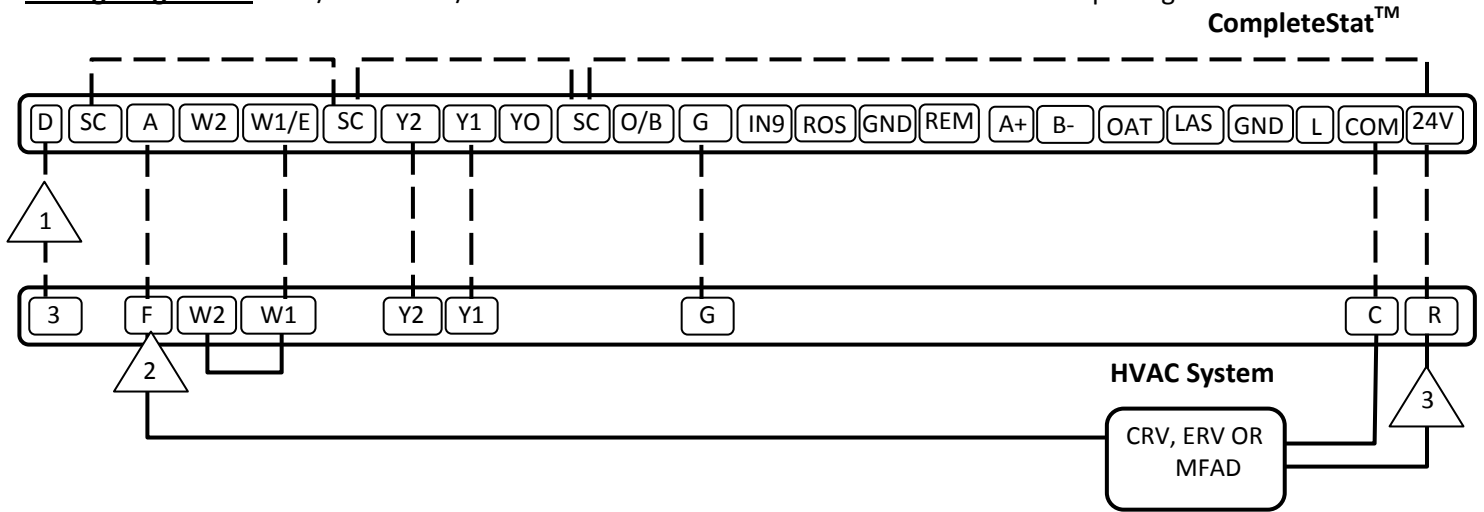 CompleteStat™
D SC A W2 W1/E SC Y2 Y1 YO SC O/B G IN9 ROS GND REM A+ B- OAT LAS GND L COM 24V
1
3 F W2 W1 Y2 Y1 G C R
2
HVAC System
3
CRV, ERV OR
MFAD